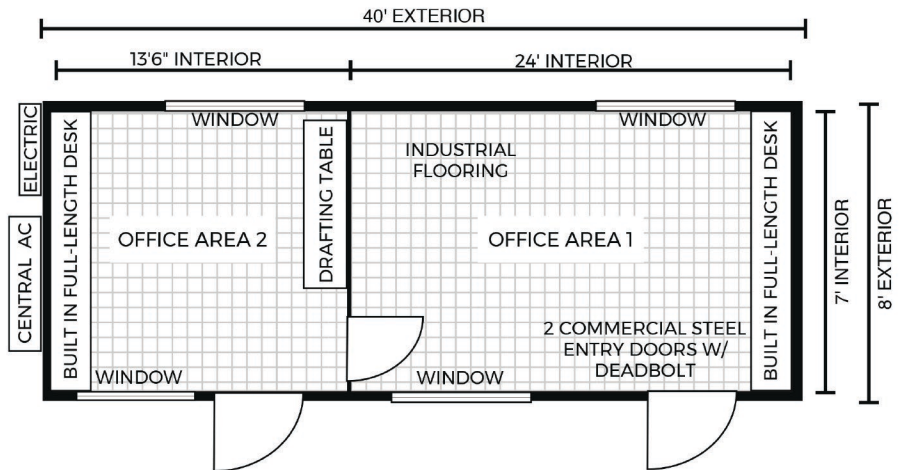 40' EXTERIOR
13'6" INTERIOR
24' INTERIOR
ELECTRIC
CENTRAL AC
BUILT IN FULL-LENGTH DESK
WINDOW
DRAFTING TABLE
OFFICE AREA 2
WINDOW
INDUSTRIAL
FLOORING
WINDOW
OFFICE AREA 1
2 COMMERCIAL STEEL
ENTRY DOORS W/
DEADBOLT
WINDOW
BUILT IN FULL-LENGTH DESK
7' INTERIOR
8' EXTERIOR